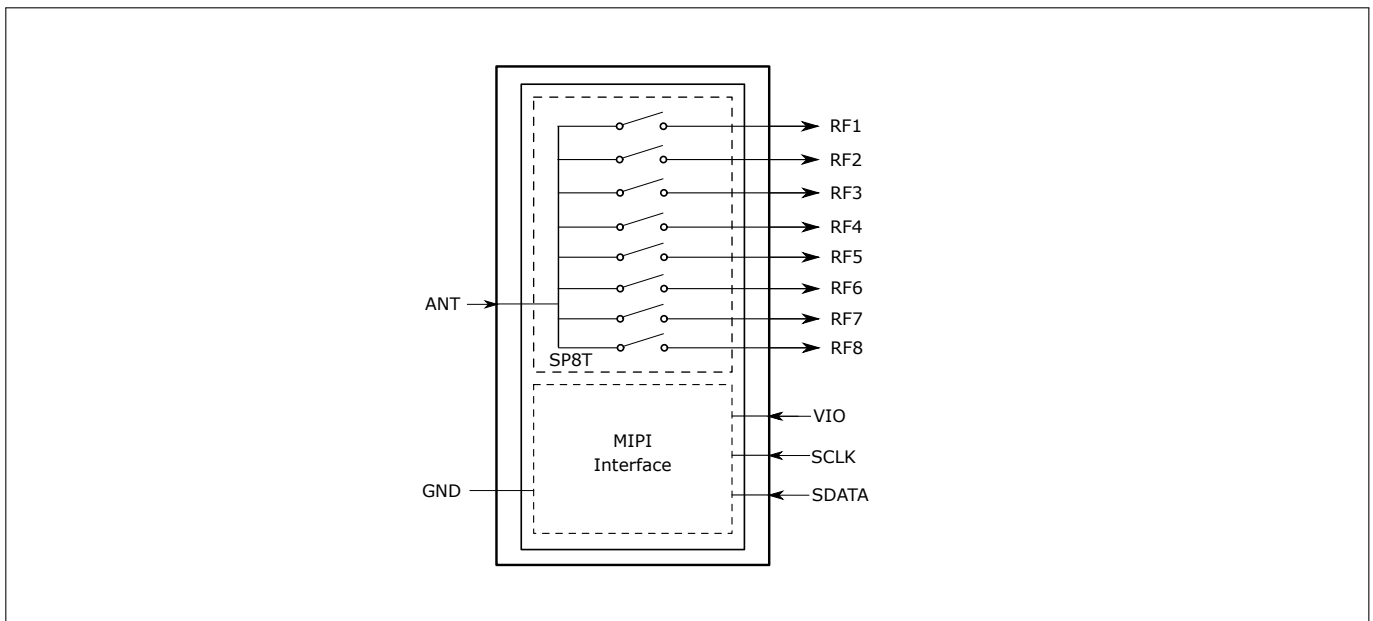 RF1
RF2
RF3
RF4
RF5
RF6
ANT
RF7
RF8
SP8T
VIO
MIPI
Interface
SCLK
GND
SDATA